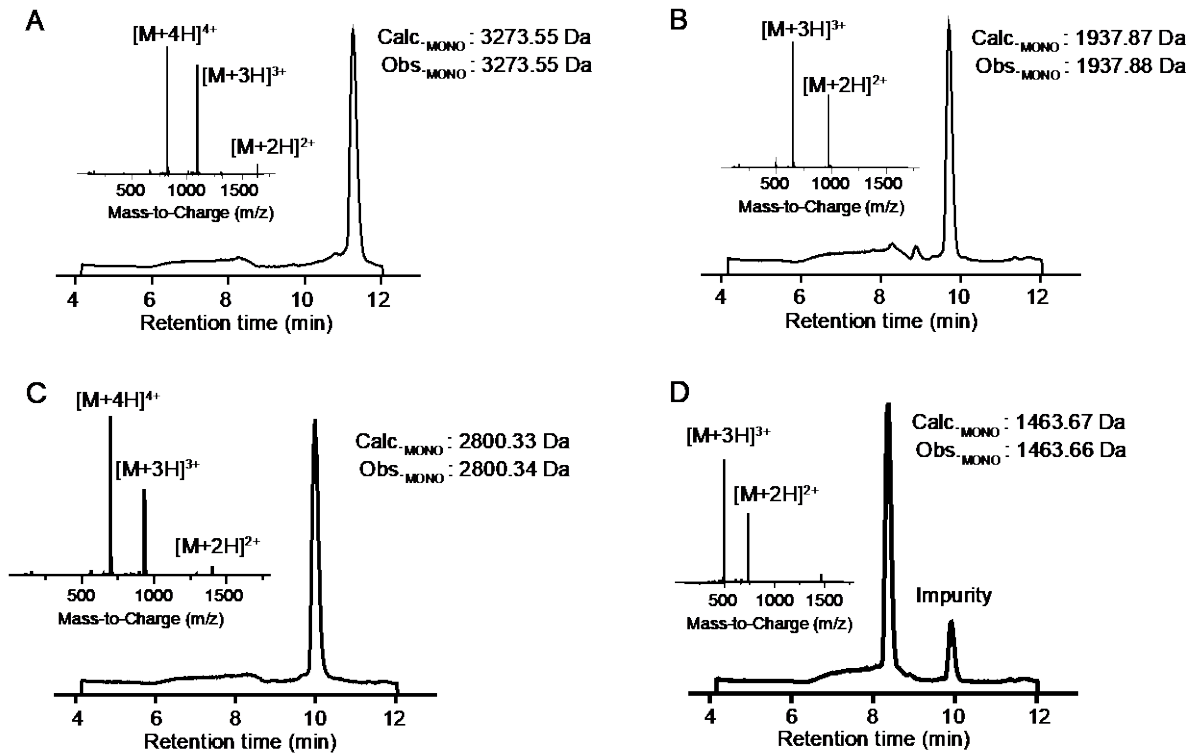 A
[M+4H]4+
[M+3H]3+
[M+2H]2+
500 1000 1500
Mass-to-Charge (m/z)
Calc.MONO : 3273.55 Da
Obs.MONO : 3273.55 Da
4 6 8 10 12
Retention time (min)
B
[M+3H]3+
[M+2H]2+
500 1000 1500
Mass-to-Charge (m/z)
Calc.MONO : 1937.87 Da
Obs.MONO : 1937.88 Da
4 6 8 10 12
Retention time (min)
C
[M+4H]4+
[M+3H]3+
[M+2H]2+
500 1000 1500
Mass-to-Charge (m/z)
Calc.MONO : 2800.33 Da
Obs.MONO : 2800.34 Da
4 6 8 10 12
Retention time (min)
D
[M+3H]3+
[M+2H]2+
500 1000 1500
Mass-to-Charge (m/z)
Calc.MONO : 1463.67 Da
Obs.MONO : 1463.66 Da
Impurity
4 6 8 10 12
Retention time (min)